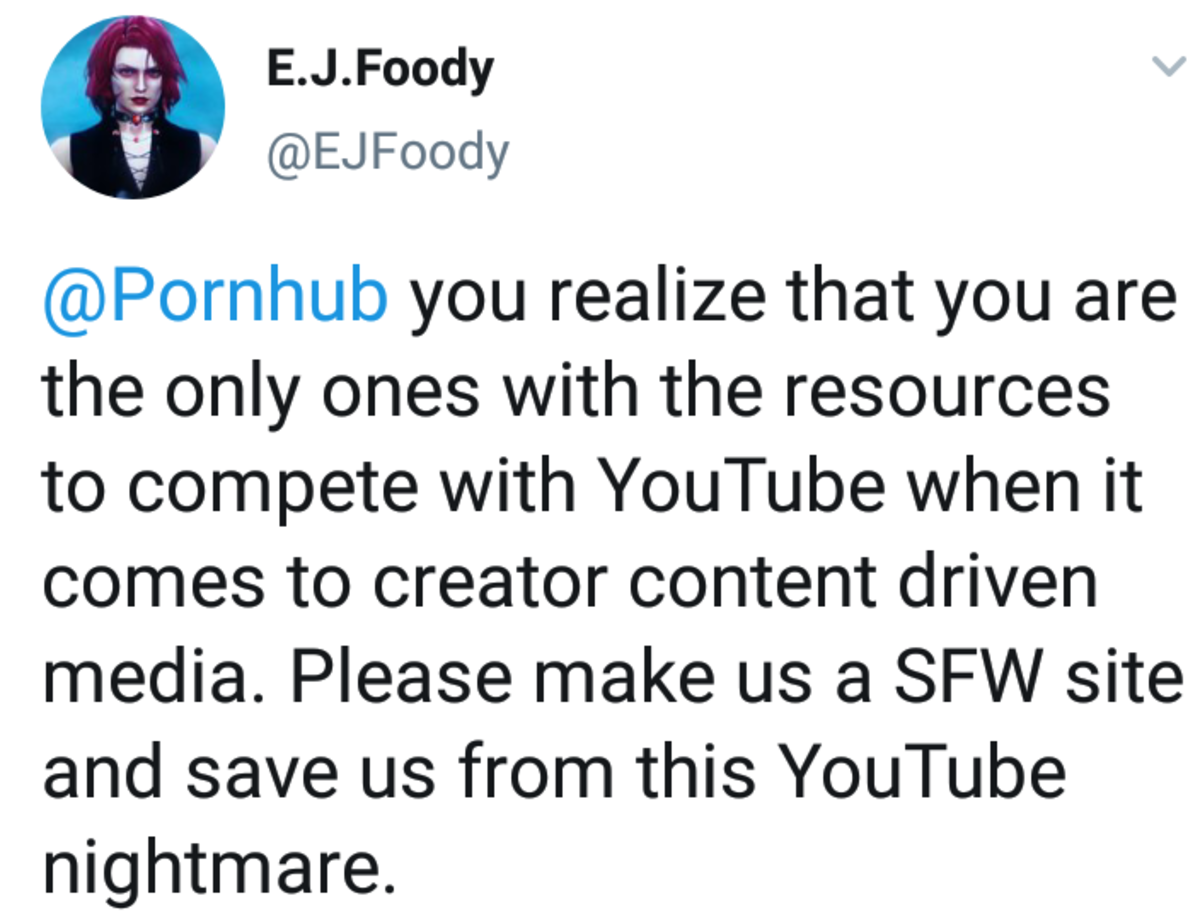 E.J.Foody
@EJFoody
@Pornhub you realize that you are
the only ones with the resources
to compete with YouTube when it
comes to creator content driven
media. Please make us a SFW site
and save us from this YouTube
nightmare.